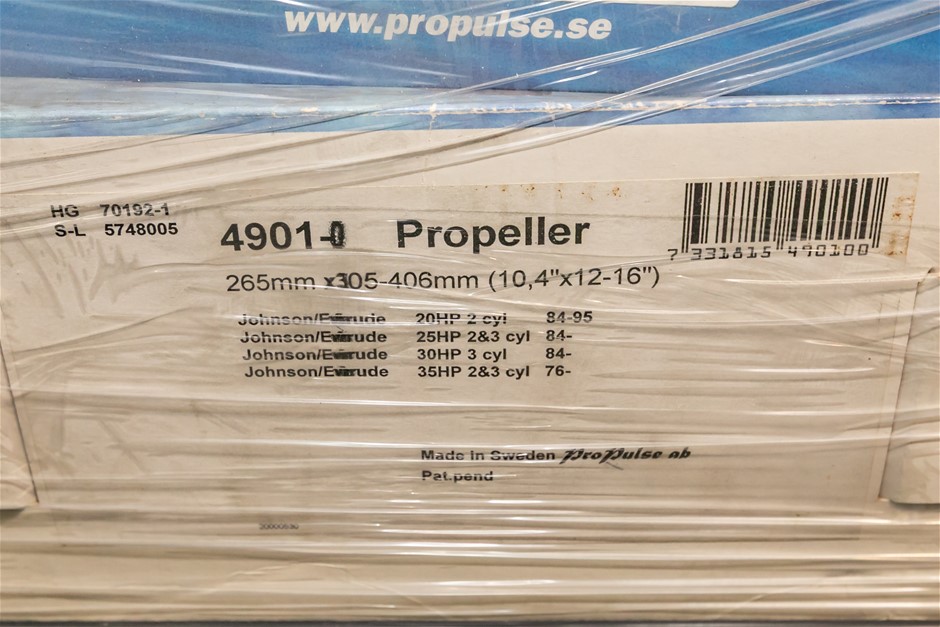 www.propulse.se
HG 70192-1
S-L 5748005
4901-0 Propeller
7 331815 490100
265mm x305-406mm (10,4"x12-16")
Johnson/Evinrude 20HP 2 cyl 84-95
Johnson/Evinrude 25HP 2&3 cyl 84-
Johnson/Evinrude 30HP 3 cyl 84-
Johnson/Evinrude 35HP 2&3 cyl 76-
Made in Sweden ProPulse ab
Pat.pend